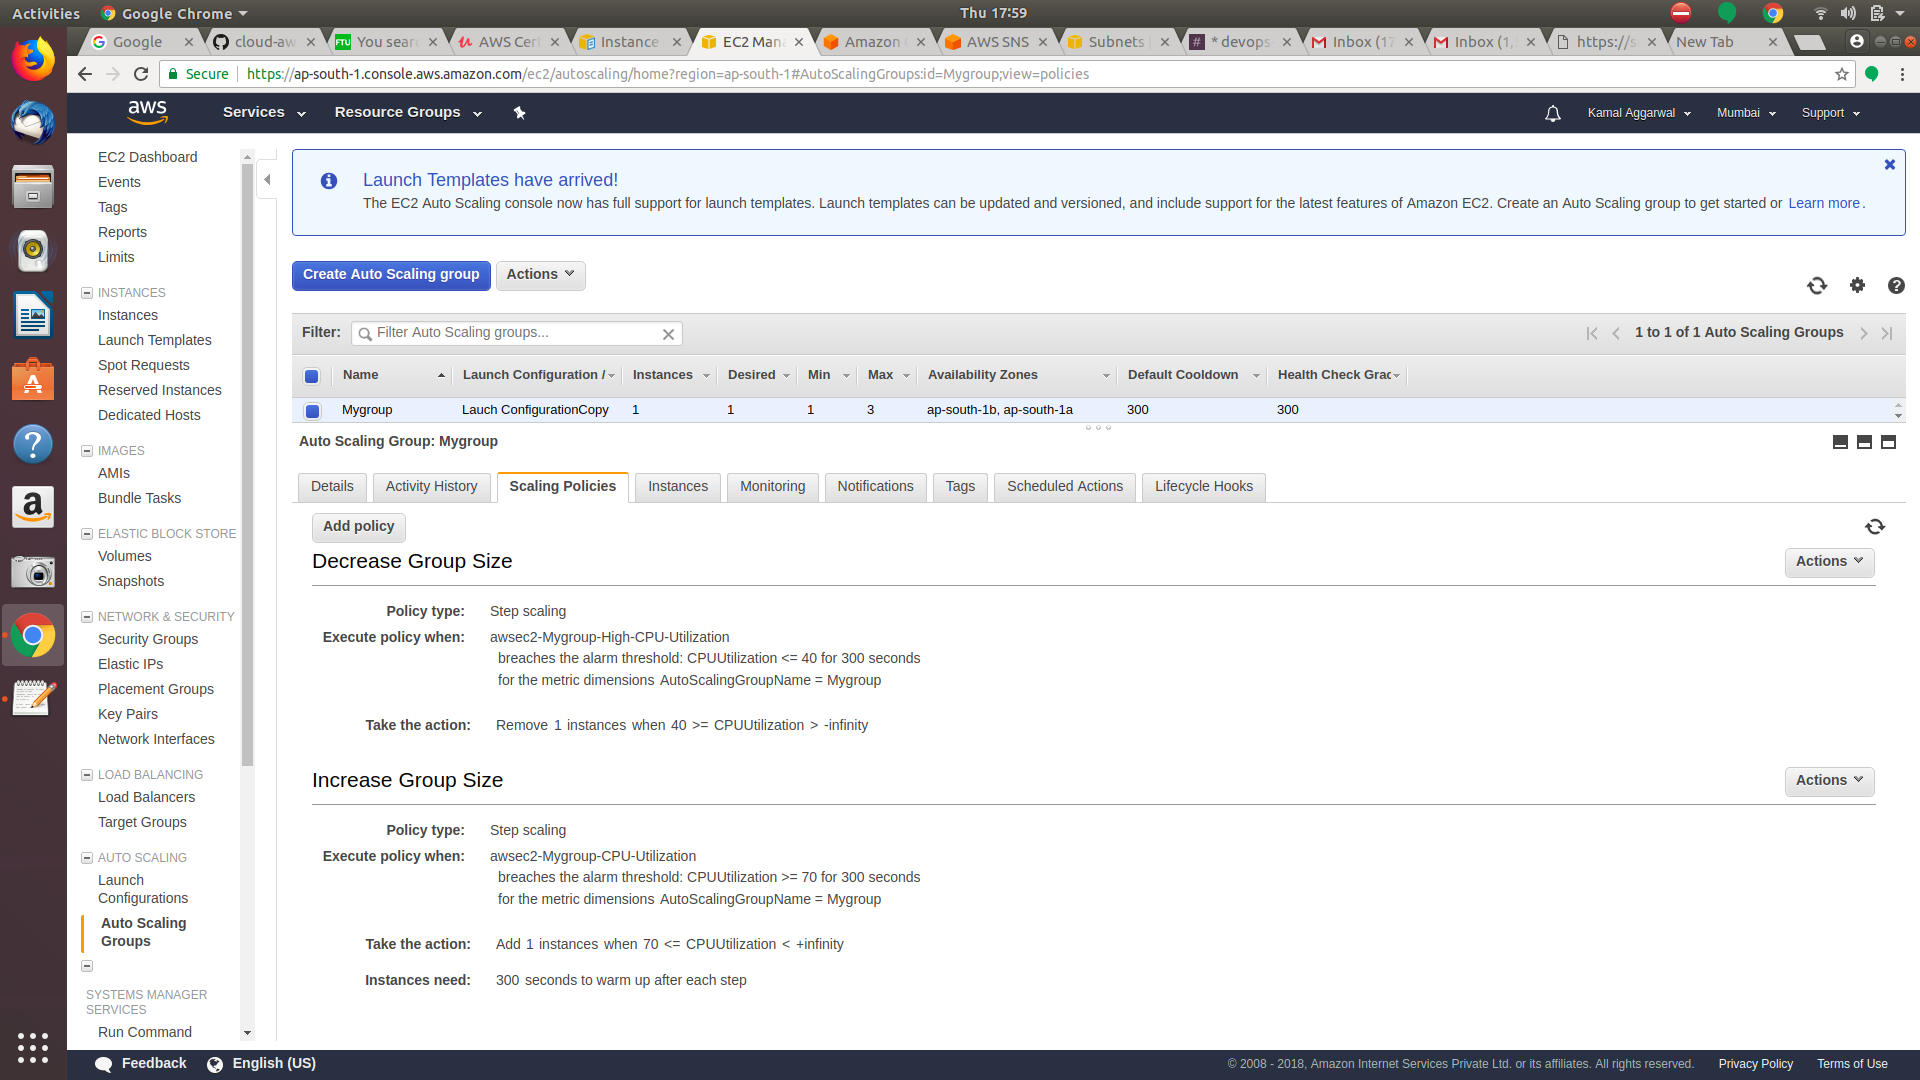 Activities Google Chrome Thu 17:59
Google cloud-aw You sear AWS Cer Instance EC2 Man Amazon AWS SNS Subnets * devops Inbox (17 Inbox (1, https://s New Tab
Secure https://ap-south-1.console.aws.amazon.com/ec2/autoscaling/home?region=ap-south-1#AutoScalingGroups:id=Mygroup;view=policies
aws Services Resource Groups Kamal Aggarwal Mumbai Support
EC2 Dashboard
Events
Tags
Reports
Limits
INSTANCES
Instances
Launch Templates
Spot Requests
Reserved Instances
Dedicated Hosts
IMAGES
AMIs
Bundle Tasks
ELASTIC BLOCK STORE
Volumes
Snapshots
NETWORK & SECURITY
Security Groups
Elastic IPs
Placement Groups
Key Pairs
Network Interfaces
LOAD BALANCING
Load Balancers
Target Groups
AUTO SCALING
Launch
Configurations
Auto Scaling
Groups
SYSTEMS MANAGER
SERVICES
Run Command
Launch Templates have arrived!
The EC2 Auto Scaling console now has full support for launch templates. Launch templates can be updated and versioned, and include support for the latest features of Amazon EC2. Create an Auto Scaling group to get started or Learn more.
Create Auto Scaling group Actions
Filter: Filter Auto Scaling groups... 1 to 1 of 1 Auto Scaling Groups
Name Launch Configuration / Instances Desired Min Max Availability Zones Default Cooldown Health Check Grac
Mygroup Lauch ConfigurationCopy 1 1 1 3 ap-south-1b, ap-south-1a 300 300
Auto Scaling Group: Mygroup
Details Activity History Scaling Policies Instances Monitoring Notifications Tags Scheduled Actions Lifecycle Hooks
Add policy
Decrease Group Size Actions
Policy type: Step scaling
Execute policy when: awsec2-Mygroup-High-CPU-Utilization
breaches the alarm threshold: CPUUtilization <= 40 for 300 seconds
for the metric dimensions AutoScalingGroupName = Mygroup
Take the action: Remove 1 instances when 40 >= CPUUtilization > -infinity
Increase Group Size Actions
Policy type: Step scaling
Execute policy when: awsec2-Mygroup-CPU-Utilization
breaches the alarm threshold: CPUUtilization >= 70 for 300 seconds
for the metric dimensions AutoScalingGroupName = Mygroup
Take the action: Add 1 instances when 70 <= CPUUtilization < +infinity
Instances need: 300 seconds to warm up after each step
Feedback English (US) © 2008 - 2018, Amazon Internet Services Private Ltd. or its affiliates. All rights reserved. Privacy Policy Terms of Use